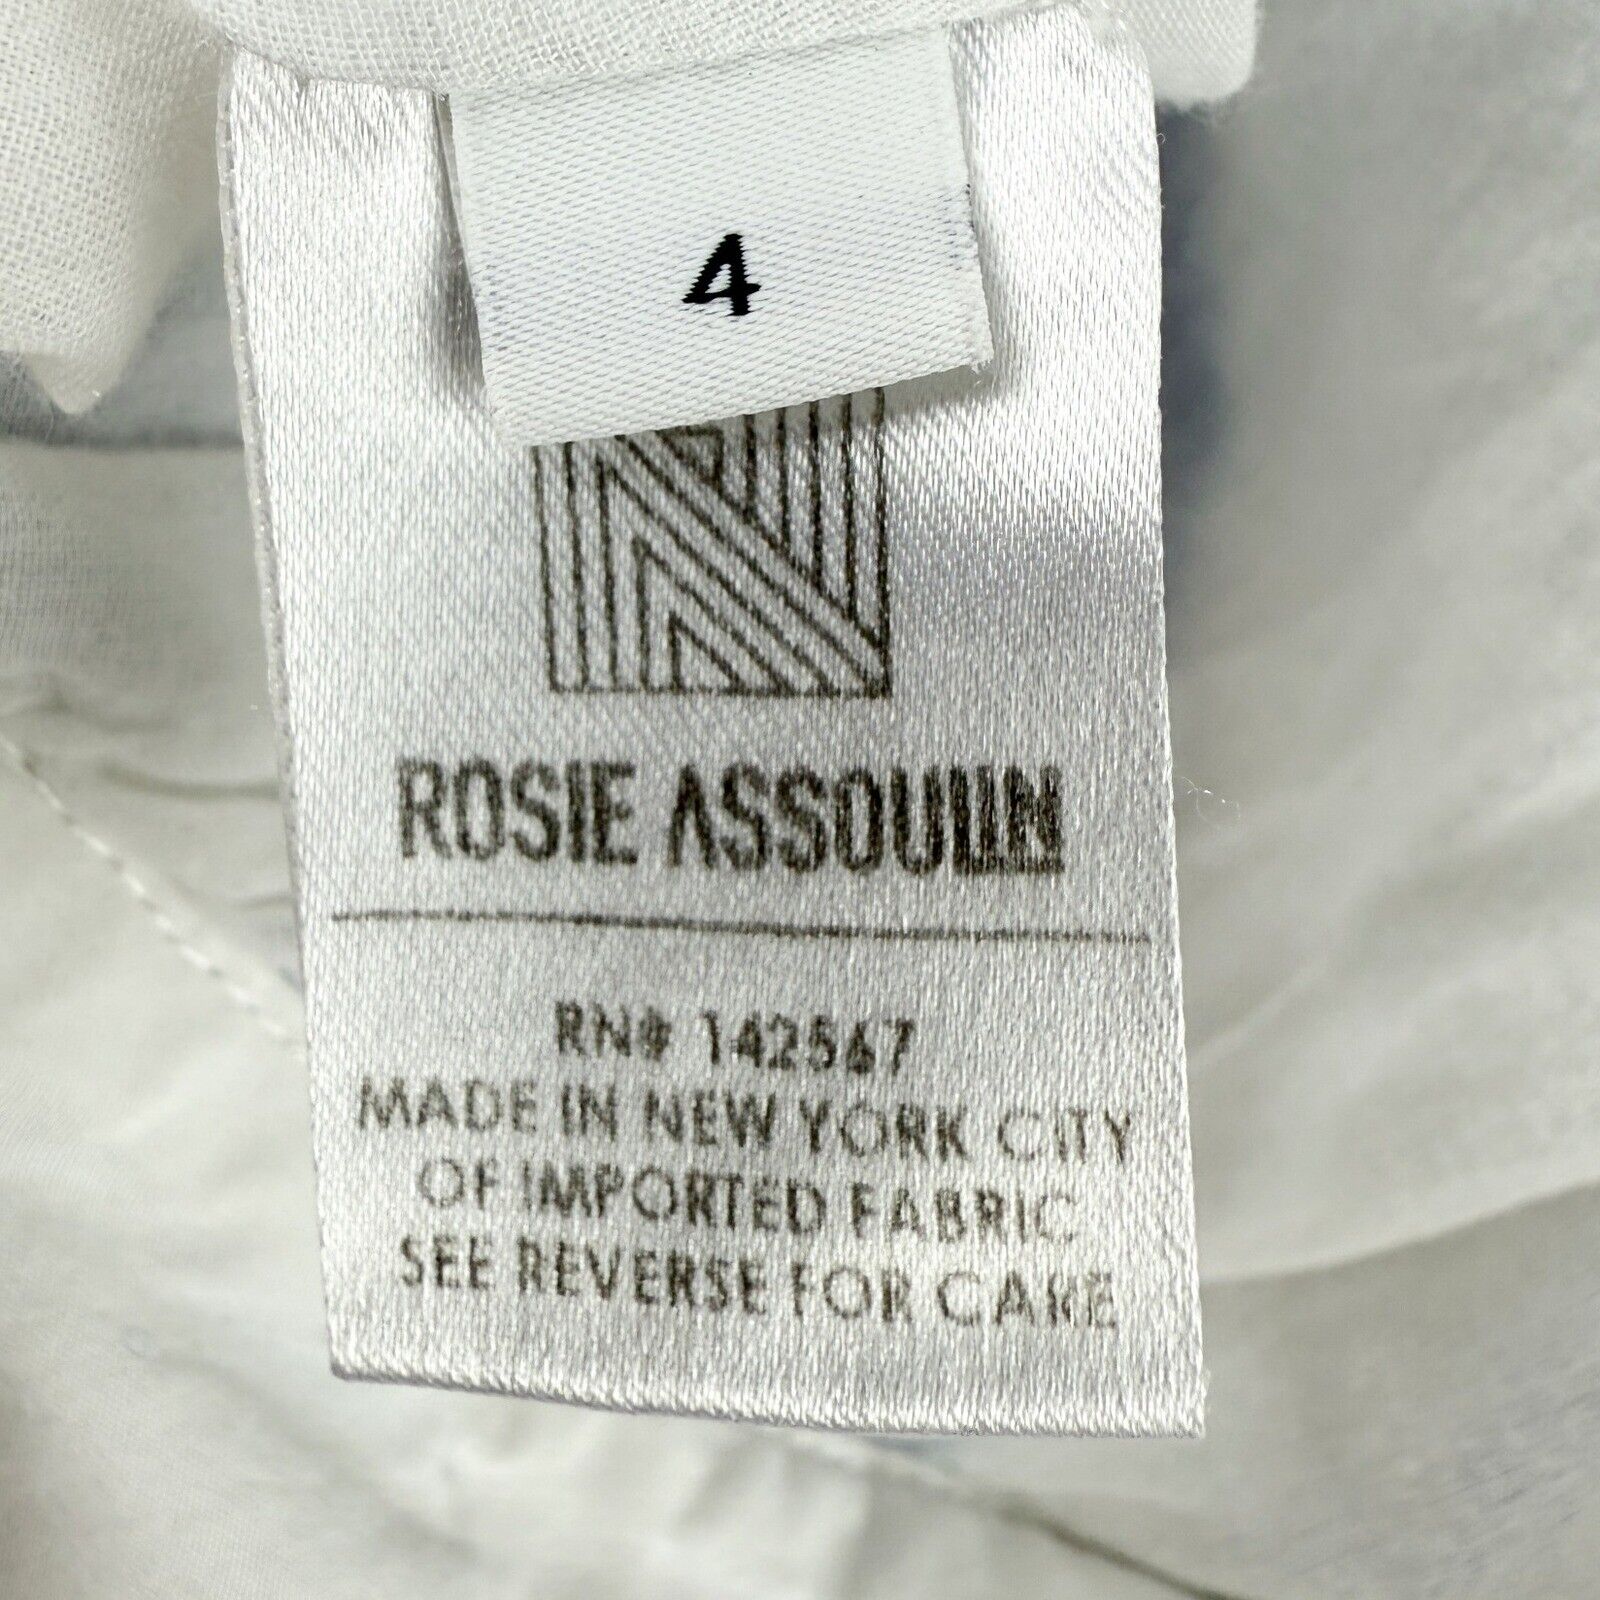 4
ROSIE ASSOULIN
RN# 142567
MADE IN NEW YORK CITY
OF IMPORTED FABRIC
SEE REVERSE FOR CARE